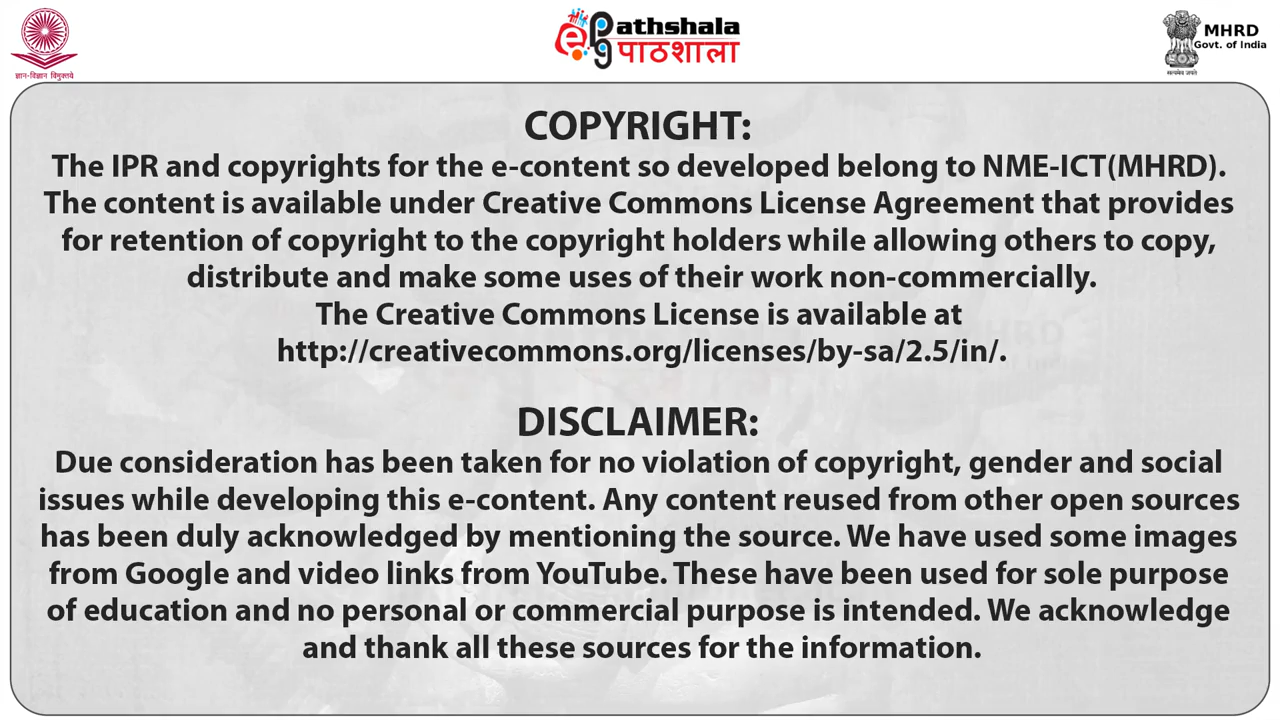 ज्ञान-विज्ञान विमुक्तये
ePathshala
पाठशाला
MHRD
Govt. of India
सत्यमेव जयते
COPYRIGHT:
The IPR and copyrights for the e-content so developed belong to NME-ICT(MHRD).
The content is available under Creative Commons License Agreement that provides
for retention of copyright to the copyright holders while allowing others to copy,
distribute and make some uses of their work non-commercially.
The Creative Commons License is available at
http://creativecommons.org/licenses/by-sa/2.5/in/.
DISCLAIMER:
Due consideration has been taken for no violation of copyright, gender and social
issues while developing this e-content. Any content reused from other open sources
has been duly acknowledged by mentioning the source. We have used some images
from Google and video links from YouTube. These have been used for sole purpose
of education and no personal or commercial purpose is intended. We acknowledge
and thank all these sources for the information.